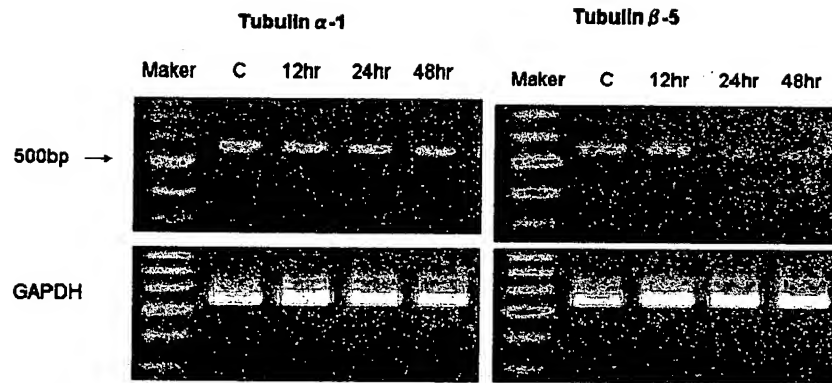 Tubulin α-1
Tubulin β-5
Maker C 12hr 24hr 48hr
Maker C 12hr 24hr 48hr
500bp →
GAPDH